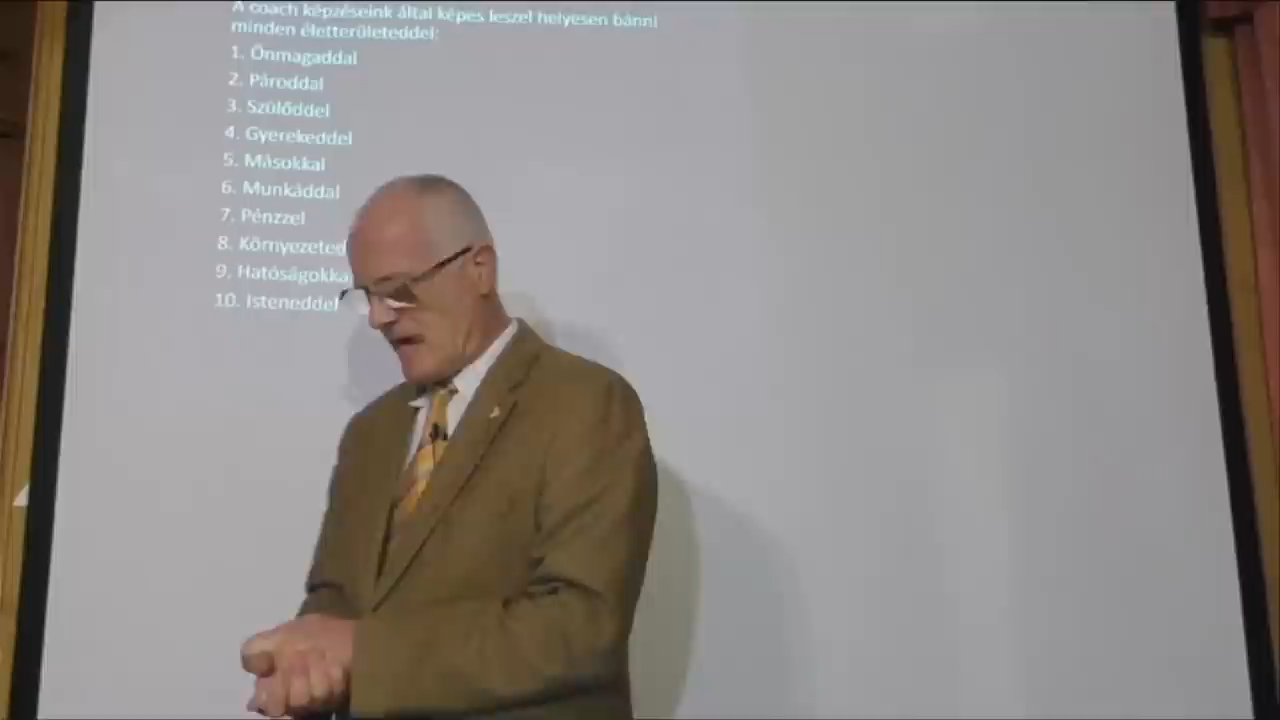 A coach képzéseink által képes leszel helyesen bánni
minden életterületeddel:
1. Önmagaddal
2. Pároddal
3. Szülőddel
4. Gyerekeddel
5. Másokkal
6. Munkáddal
7. Pénzzel
8. Környezeted
9. Hatóságokka
10. Isteneddel